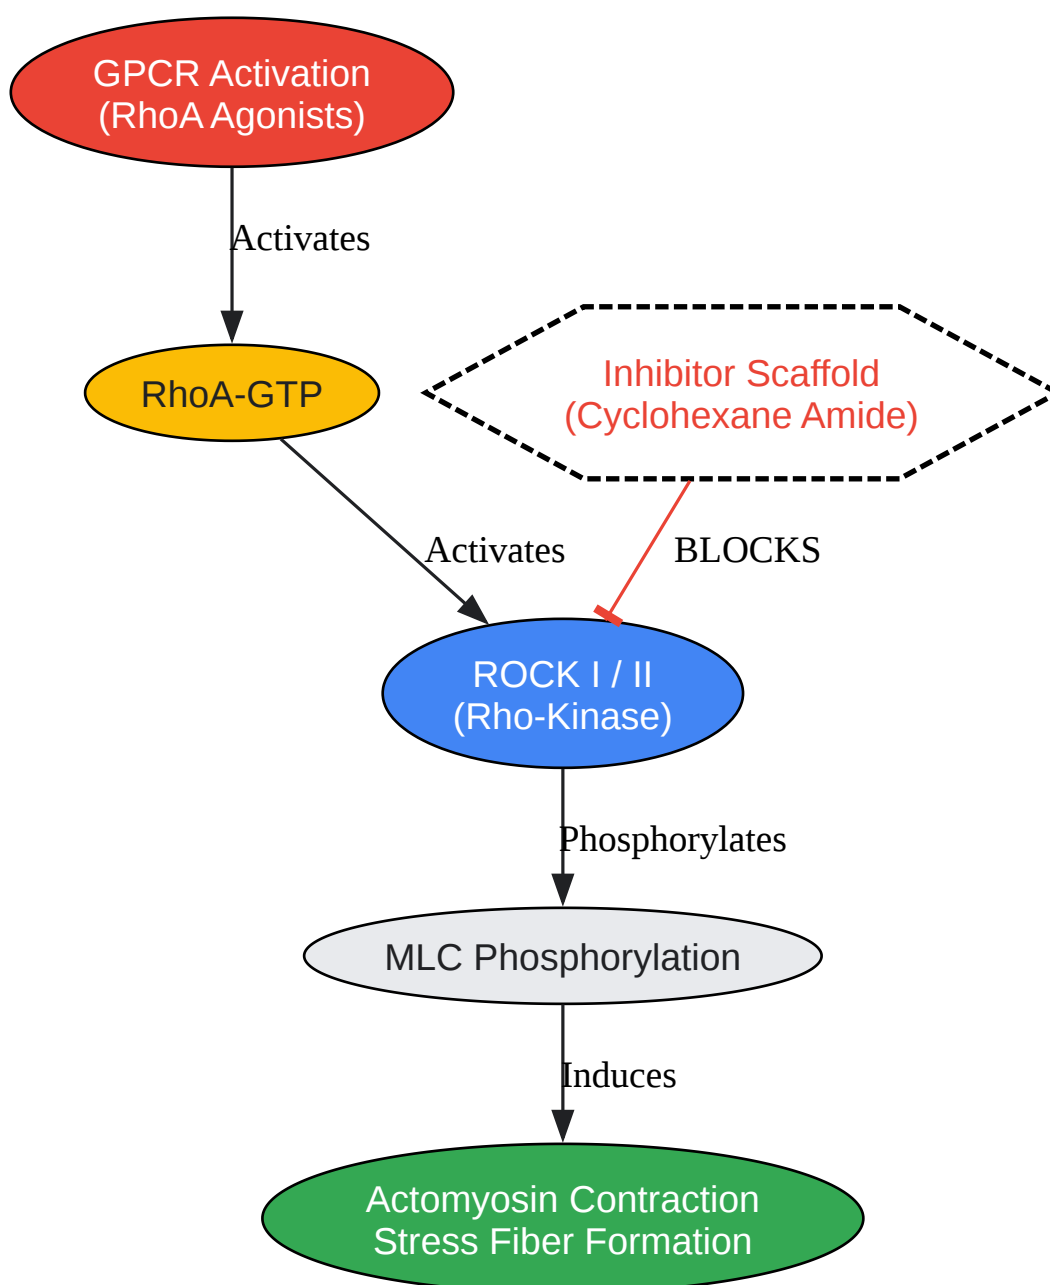 GPCR Activation
(RhoA Agonists)
Activates
RhoA-GTP
Inhibitor Scaffold
(Cyclohexane Amide)
Activates
BLOCKS
ROCK I / II
(Rho-Kinase)
Phosphorylates
MLC Phosphorylation
Induces
Actomyosin Contraction
Stress Fiber Formation